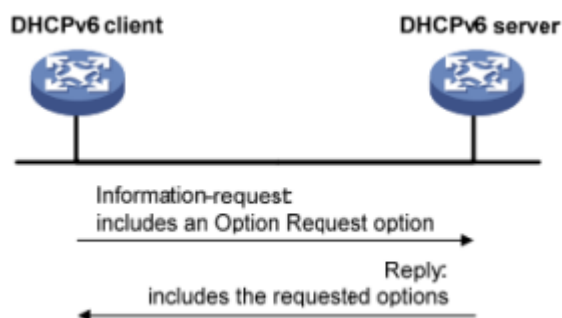 DHCPv6 client
DHCPv6 server
Information-request
includes an Option Request option
Reply:
includes the requested options